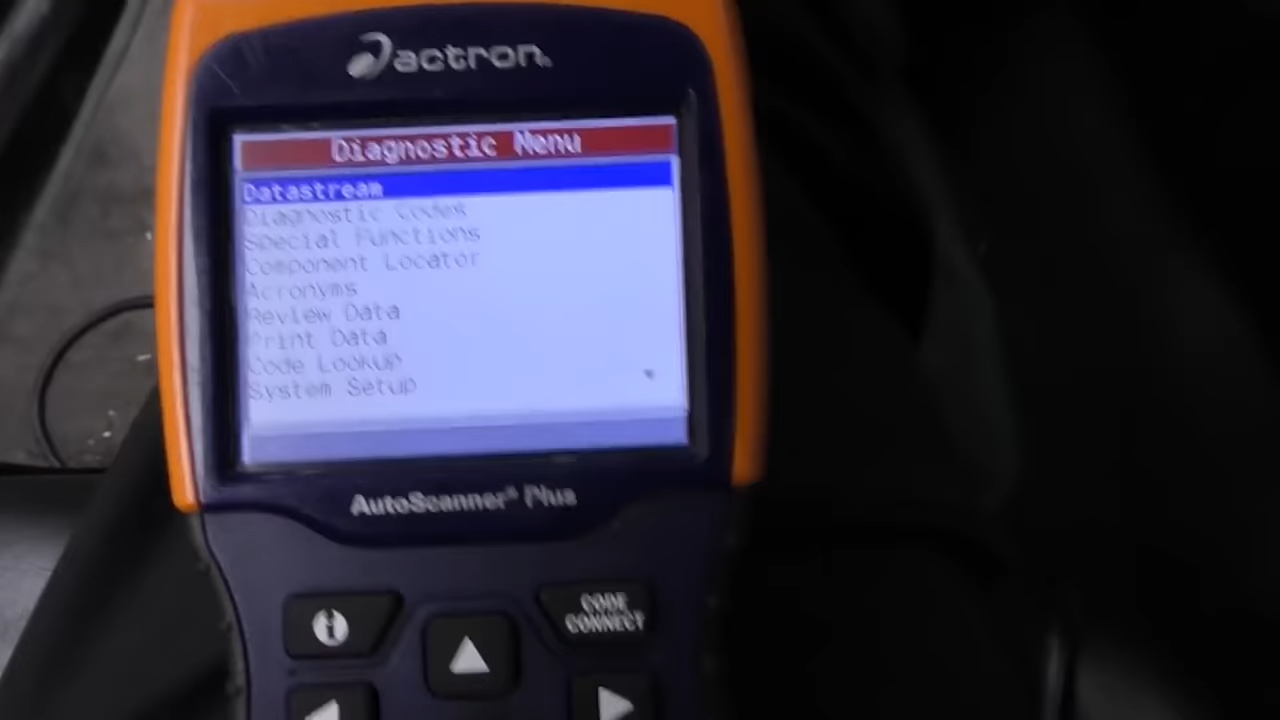 actron
Diagnostic Menu
Datastream
Diagnostic Codes
Special Functions
Component Locator
Acronyms
Review Data
Print Data
Code Lookup
System Setup
AutoScanner® Plus
CODE
CONNECT
i